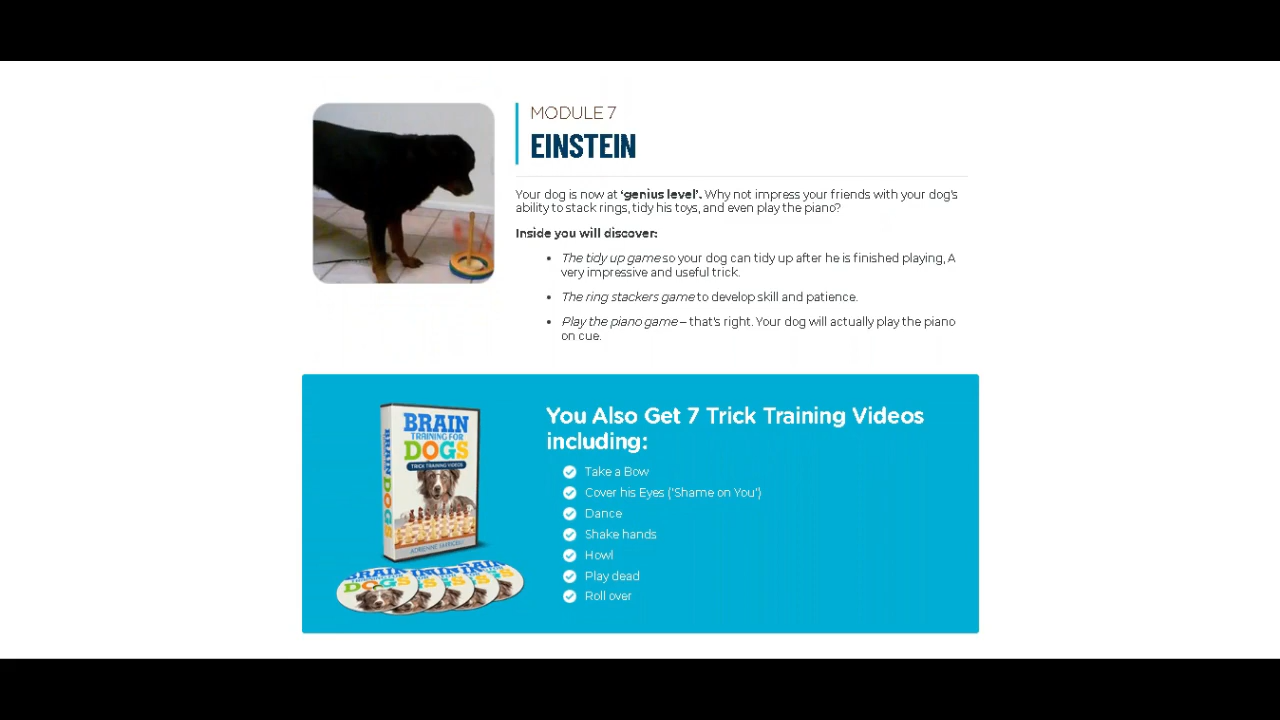 MODULE 7
EINSTEIN
Your dog is now at ‘genius level’. Why not impress your friends with your dog's
ability to stack rings, tidy his toys, and even play the piano?
Inside you will discover:
• The tidy up game so your dog can tidy up after he is finished playing, A
very impressive and useful trick.
• The ring stackers game to develop skill and patience.
• Play the piano game – that's right. Your dog will actually play the piano
on cue.
BRAIN
TRAINING FOR
DOGS
TRICK TRAINING VIDEOS
BRAIN DOGS
You Also Get 7 Trick Training Videos
including:
Take a Bow
Cover his Eyes ('Shame on You')
Dance
Shake hands
Howl
Play dead
Roll over